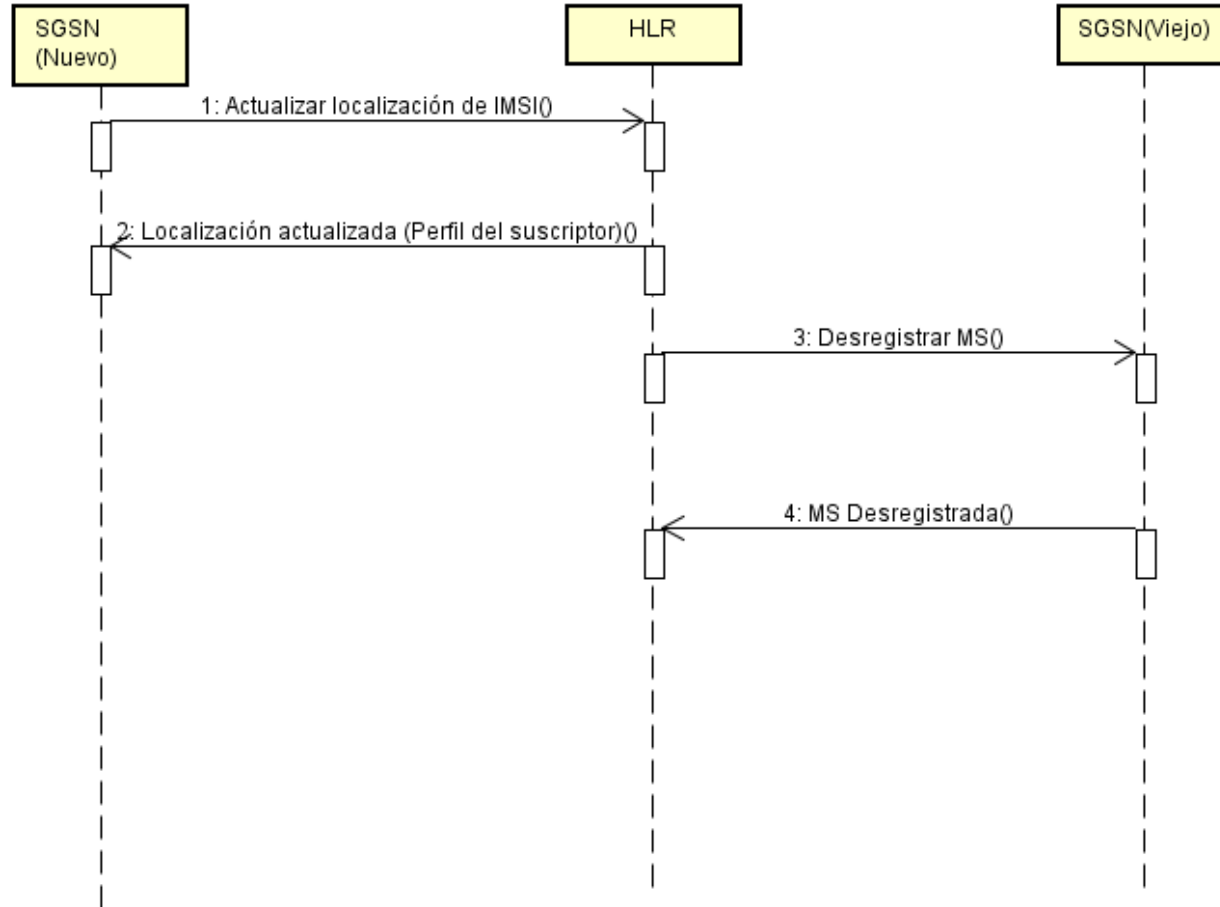 SGSN
(Nuevo)
HLR
SGSN(Viejo)
1: Actualizar localización de IMSI()
2: Localización actualizada (Perfil del suscriptor)()
3: Desregistrar MS()
4: MS Desregistrada()